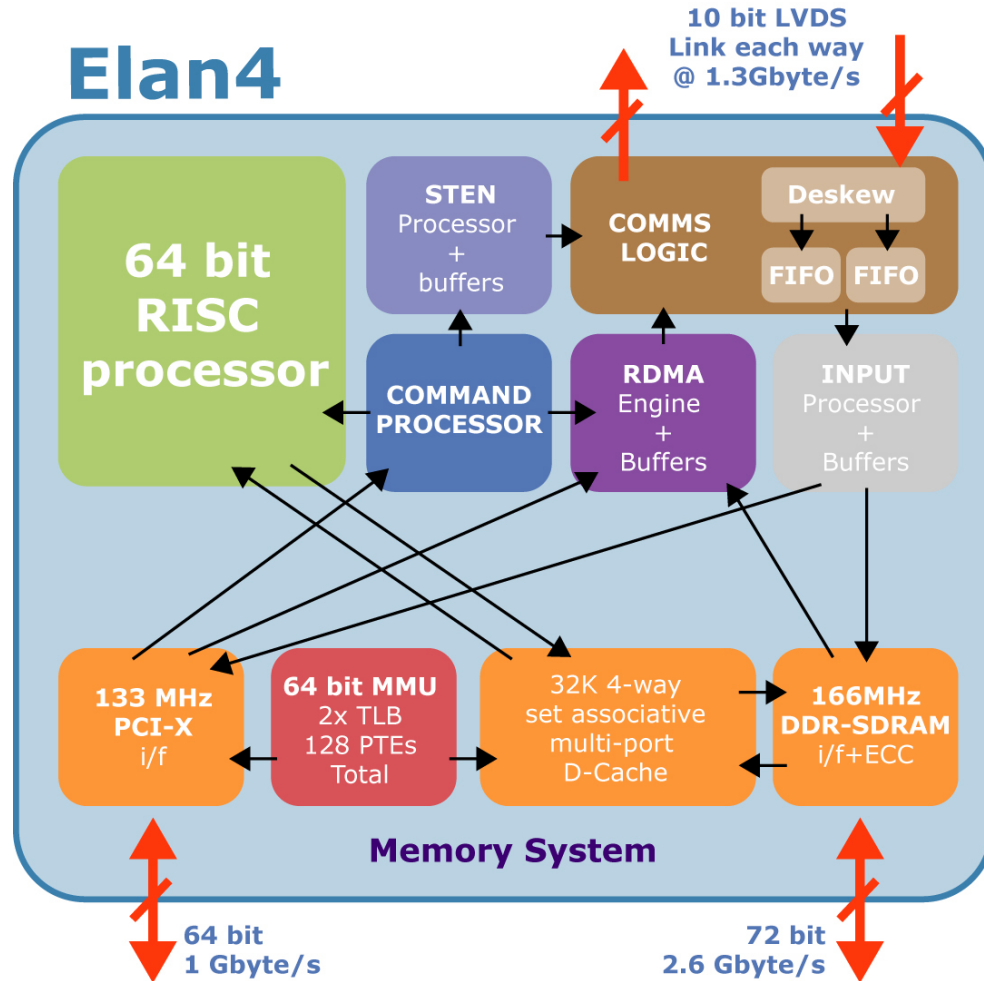 Elan4
10 bit LVDS
Link each way
@ 1.3Gbyte/s
64 bit
RISC
processor
STEN
Processor
+
buffers
COMMS
LOGIC
Deskew
FIFO
FIFO
COMMAND
PROCESSOR
RDMA
Engine
+
Buffers
INPUT
Processor
+
Buffers
133 MHz
PCI-X
i/f
64 bit MMU
2x TLB
128 PTEs
Total
32K 4-way
set associative
multi-port
D-Cache
166MHz
DDR-SDRAM
i/f+ECC
Memory System
64 bit
1 Gbyte/s
72 bit
2.6 Gbyte/s